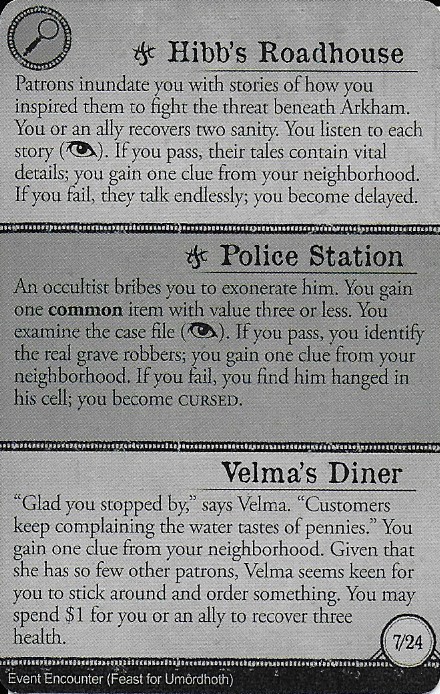 Hibb's Roadhouse
Patrons inundate you with stories of how you
inspired them to fight the threat beneath Arkham.
You or an ally recovers two sanity. You listen to each
story ( ). If you pass, their tales contain vital
details; you gain one clue from your neighborhood.
If you fail, they talk endlessly; you become delayed.
Police Station
An occultist bribes you to exonerate him. You gain
one common item with value three or less. You
examine the case file ( ). If you pass, you identify
the real grave robbers; you gain one clue from your
neighborhood. If you fail, you find him hanged in
his cell; you become CURSED.
Velma's Diner
“Glad you stopped by,” says Velma. “Customers
keep complaining the water tastes of pennies.” You
gain one clue from your neighborhood. Given that
she has so few other patrons, Velma seems keen for
you to stick around and order something. You may
spend $1 for you or an ally to recover three
health.
7/24
Event Encounter (Feast for Umôrdhoth)